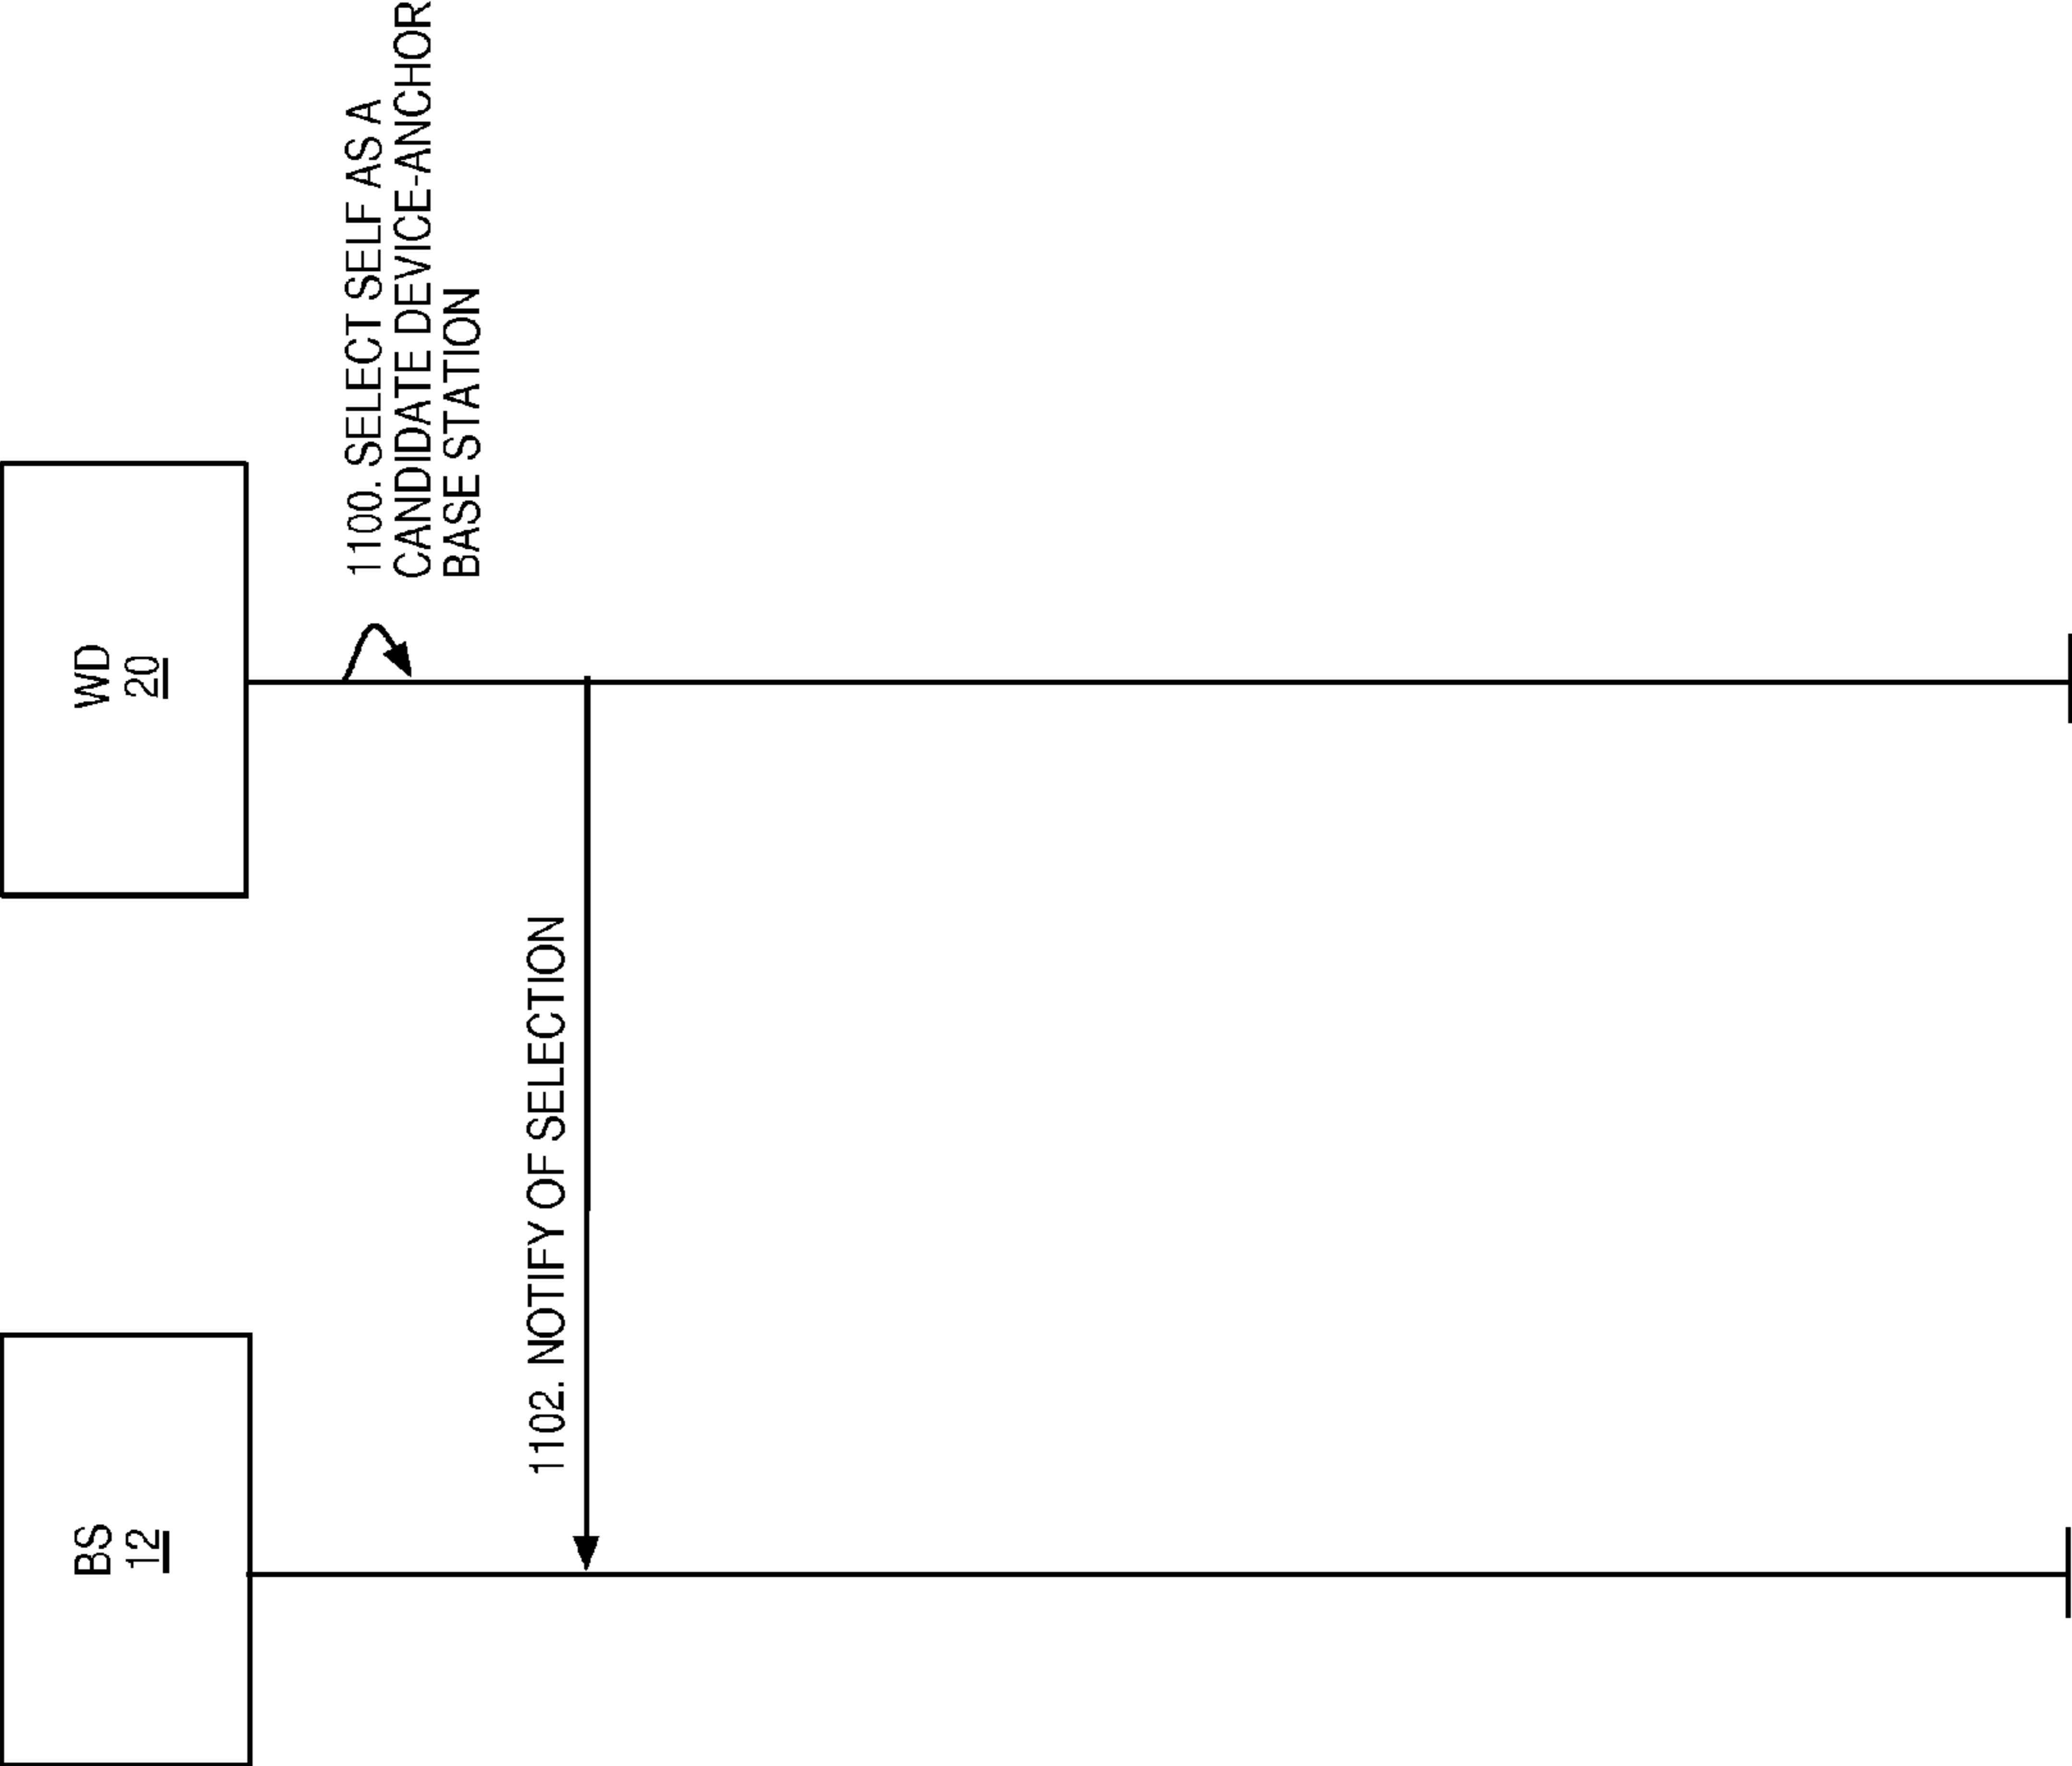 BS
12
WD
20
1100. SELECT SELF AS A
CANDIDATE DEVICE-ANCHOR
BASE STATION
1102. NOTIFY OF SELECTION